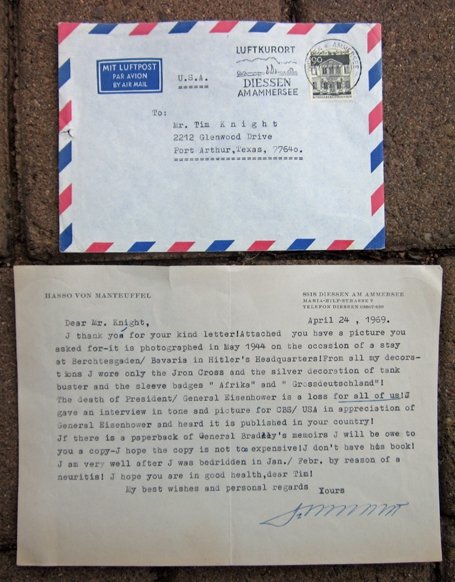 MIT LUFTPOST
PAR AVION
BY AIR MAIL
U.S.A.
LUFTKURORT
DIESSEN
AM AMMERSEE
AMMERSEE
To:
Mr. Tim K n i g h t
2212 Glenwood Drive
Port Arthur,Texas, 77640.
HASSO VON MANTEUFFEL
8918 DIESSEN AM AMMERSEE
MARIA-HILF-STRASSE 7
TELEFON DIESSEN
April 24 , 1969.
Dear Mr. Knight,
J thank you for your kind letter!Attached you have a picture you
asked for-it is photographed in May 1944 on the occasion of a stay
at Berchtesgaden/ Bavaria in Hitler's Headquarters!From all my decora-
tions J wore only the Jron Cross and the silver decoration of tank
buster and the sleeve badges " Afrika" and " Grossdeutschland"!
The death of President/ General Eisenhower is a loss for all of us!J
gave an interview in tone and picture for CBS/ USA in appreciation of
General Eisenhower and heard it is published in your country!
Jf there is a paperback of General Bradley's memoirs J will be owe to
you a copy-J hope the copy is not to expensive!J don't have his book!
J am very well after J was bedridden in Jan./ Febr. by reason of a
neuritis! J hope you are in good health,dear Tim!
My best wishes and personal regards
Yours